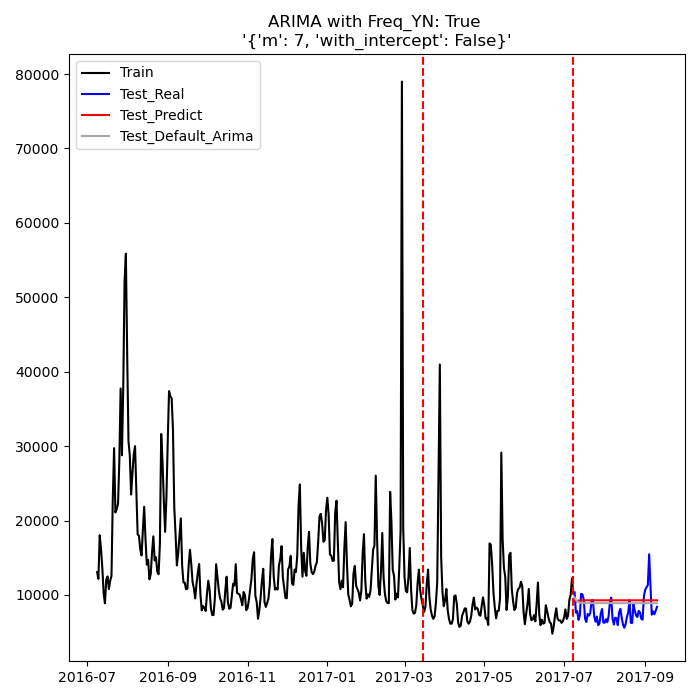 ARIMA with Freq_YN: True
'{'m': 7, 'with_intercept': False}'
Train
Test_Real
Test_Predict
Test_Default_Arima
80000
70000
60000
50000
40000
30000
20000
10000
2016-07 2016-09 2016-11 2017-01 2017-03 2017-05 2017-07 2017-09